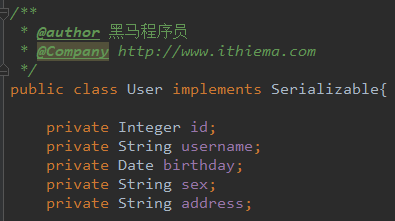 /**
 * @author 黑马程序员
 * @Company http://www.ithiema.com
 */
public class User implements Serializable{
    private Integer id;
    private String username;
    private Date birthday;
    private String sex;
    private String address;